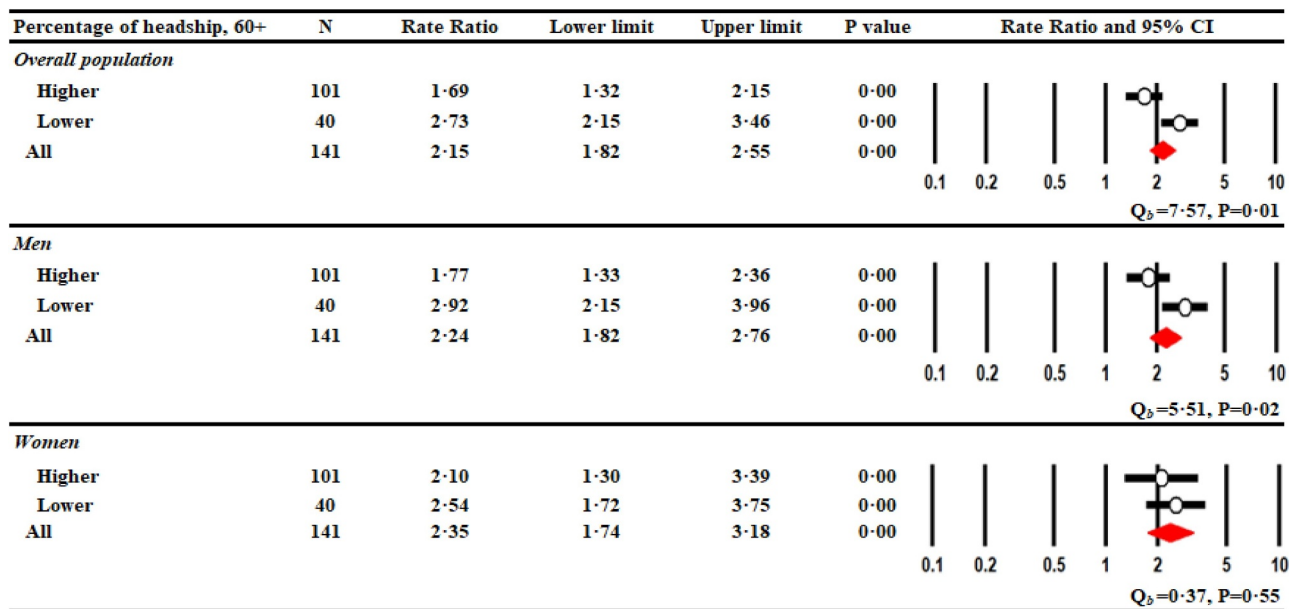 Percentage of headship, 60+ N Rate Ratio Lower limit Upper limit P value Rate Ratio and 95% CI
Overall population
Higher 101 1·69 1·32 2·15 0·00
Lower 40 2·73 2·15 3·46 0·00
All 141 2·15 1·82 2·55 0·00
0.1 0.2 0.5 1 2 5 10
Qb=7·57, P=0·01
Men
Higher 101 1·77 1·33 2·36 0·00
Lower 40 2·92 2·15 3·96 0·00
All 141 2·24 1·82 2·76 0·00
0.1 0.2 0.5 1 2 5 10
Qb=5·51, P=0·02
Women
Higher 101 2·10 1·30 3·39 0·00
Lower 40 2·54 1·72 3·75 0·00
All 141 2·35 1·74 3·18 0·00
0.1 0.2 0.5 1 2 5 10
Qb=0·37, P=0·55